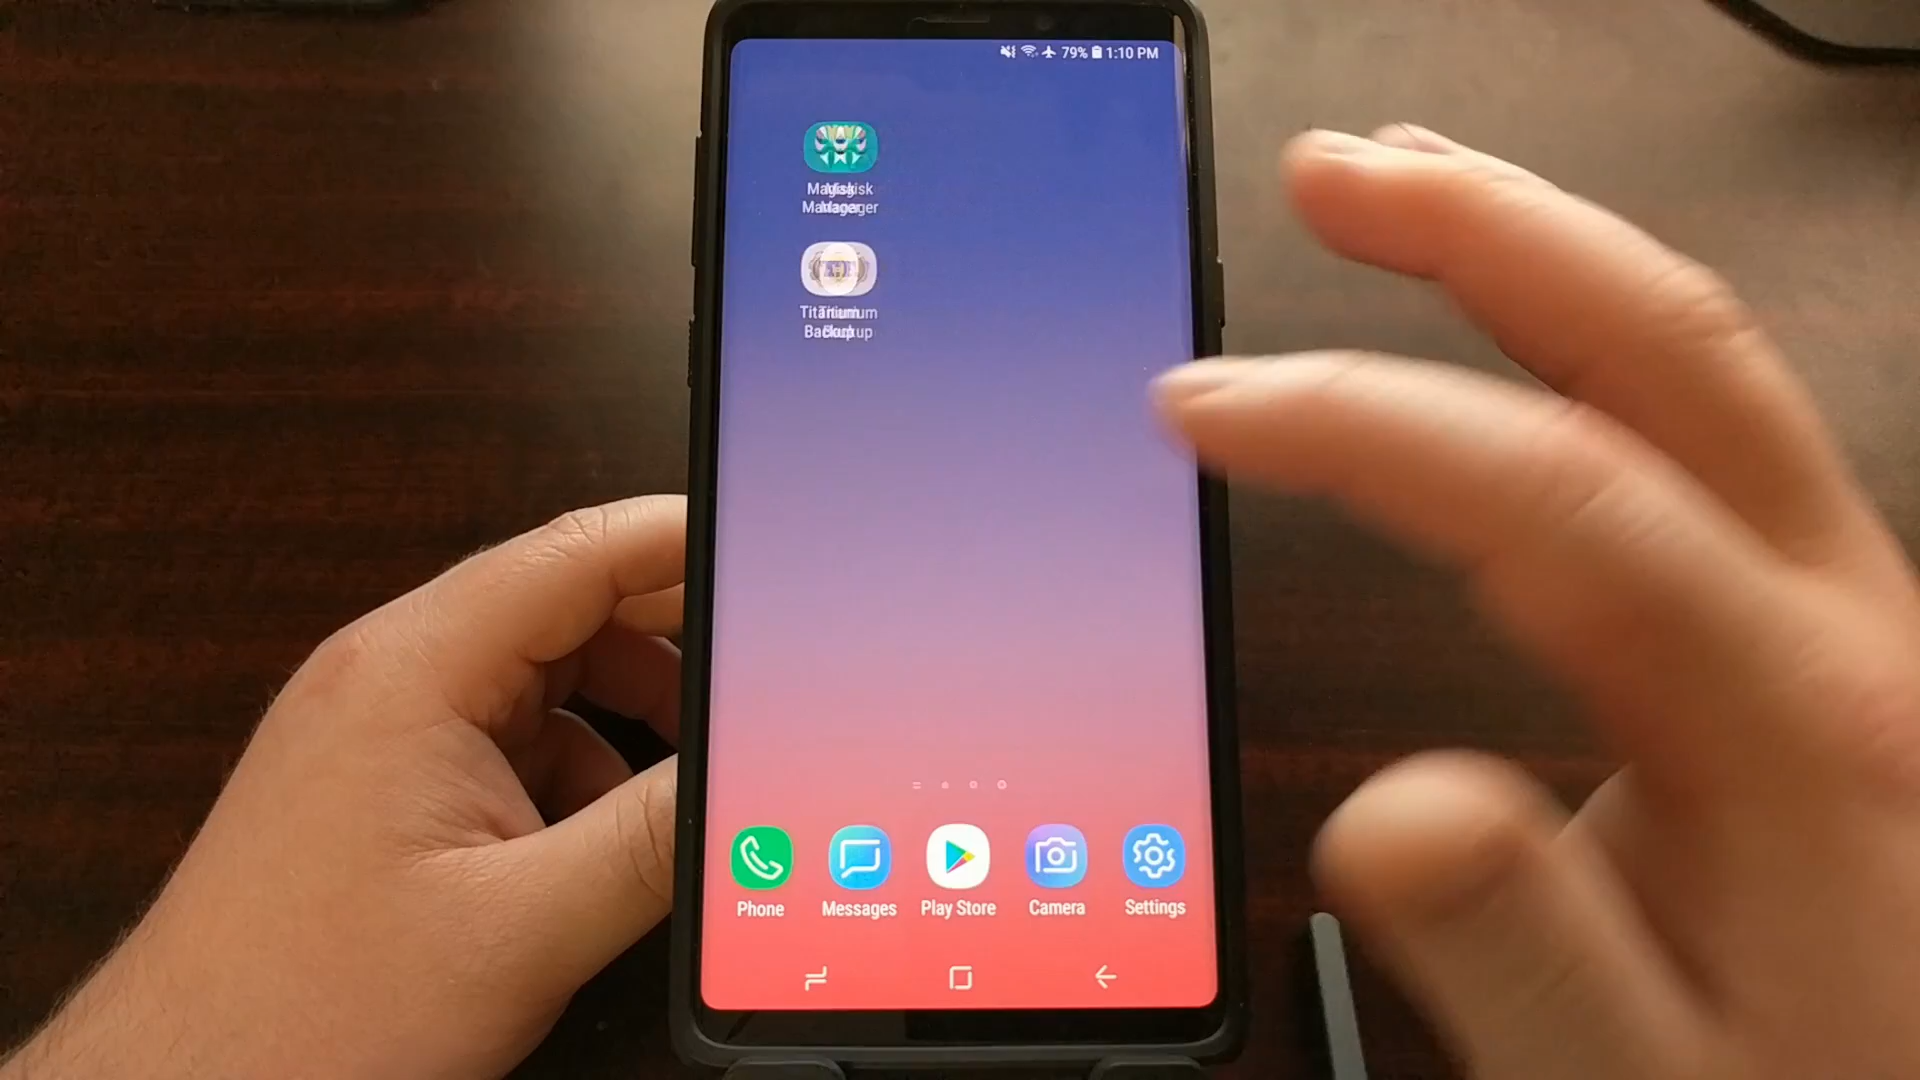 79% 1:10 PM
Magisk
Manager
Titanium
Backup
Phone Messages Play Store Camera Settings